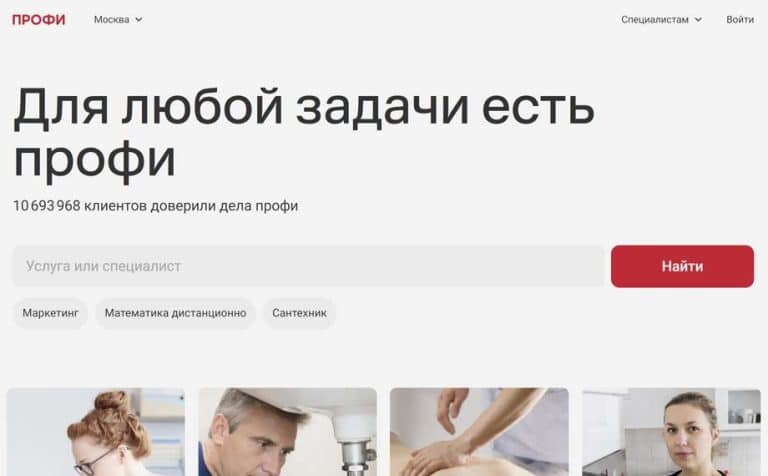 ПРОФИ
Москва
Специалистам
Войти
Для любой задачи есть
профи
10 693 968 клиентов доверили дела профи
Услуга или специалист
Найти
Маркетинг
Математика дистанционно
Сантехник